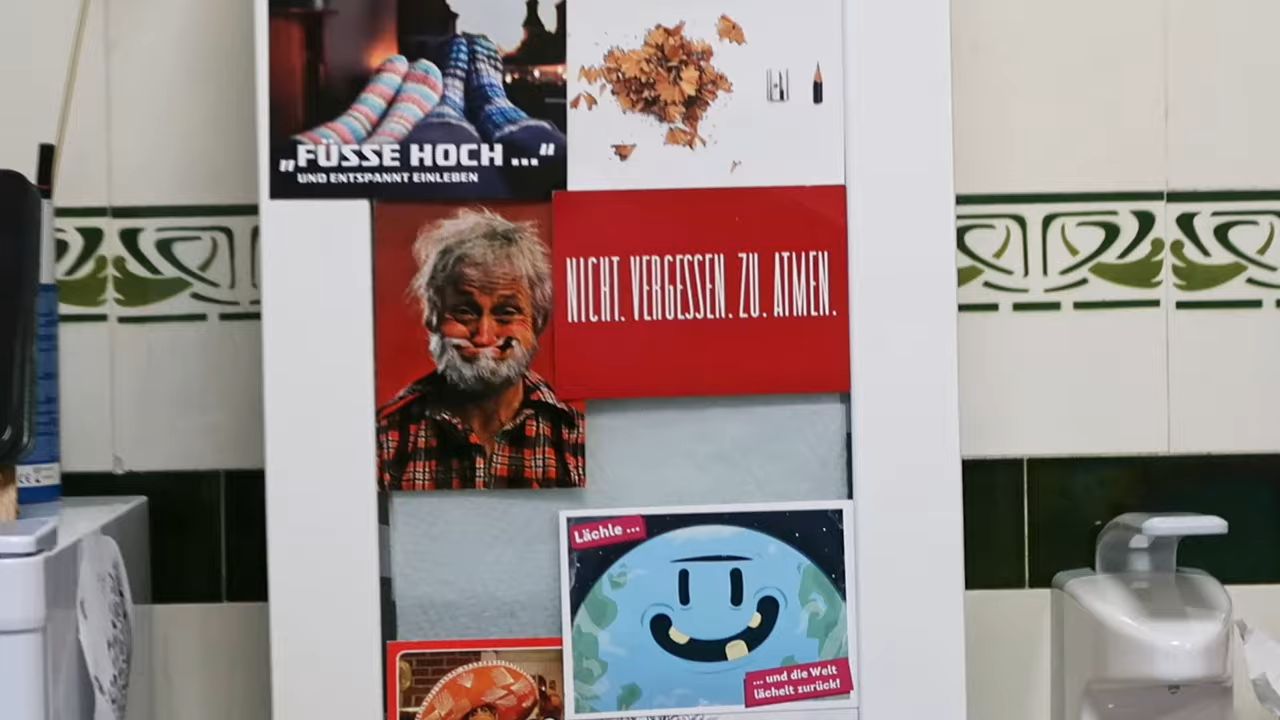 „FÜSSE HOCH ...“
UND ENTSPANNT EINLEBEN
NICHT. VERGESSEN. ZU. ATMEN.
Lächle ...
... und die Welt
lächelt zurück!